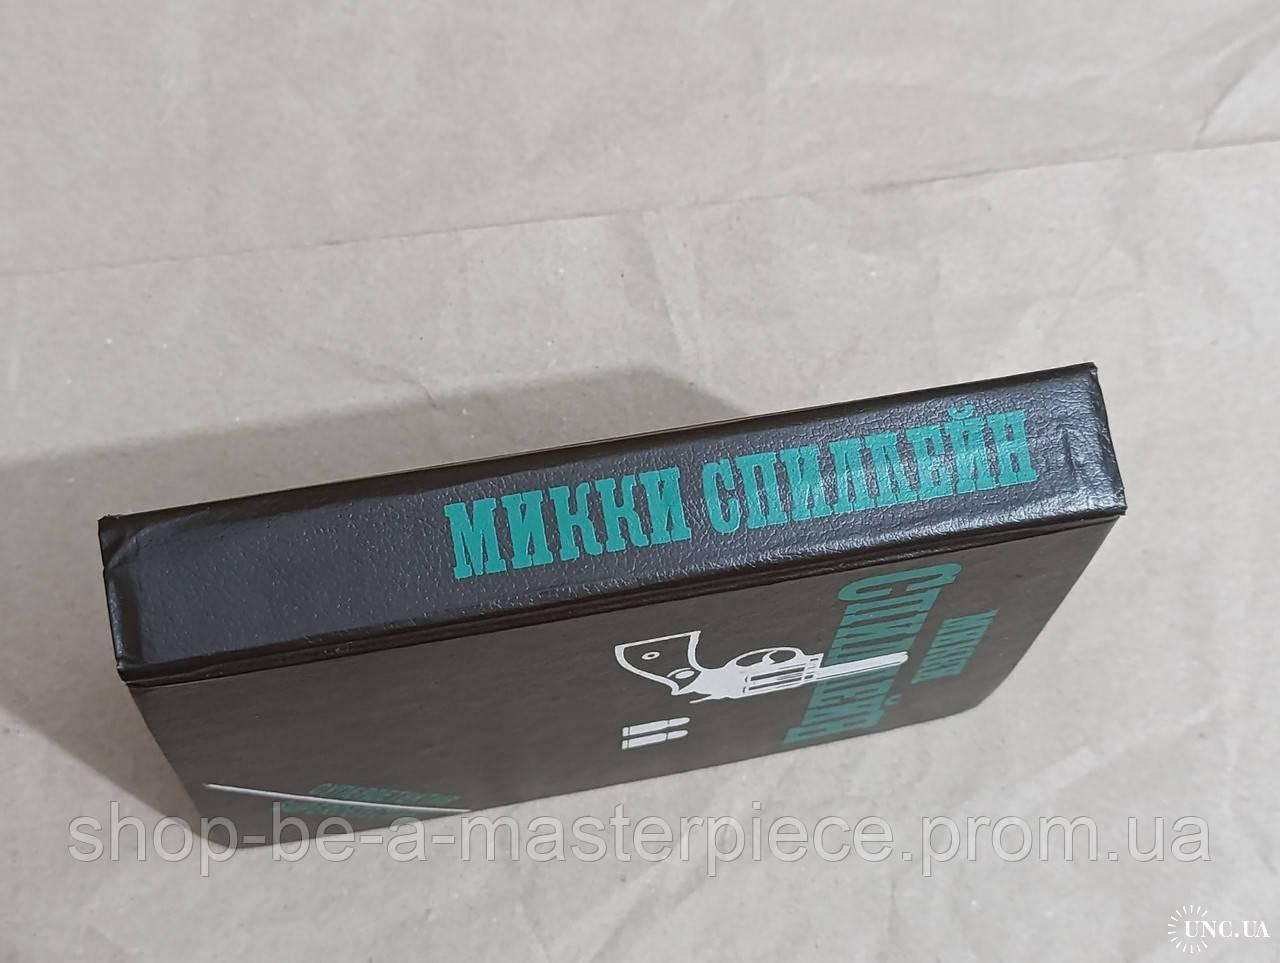 МИККИ СПИЛЛЕЙН
МИККИ
СПИЛЛЕЙН
shop-be-a-masterpiece.prom.ua
UNC.UA